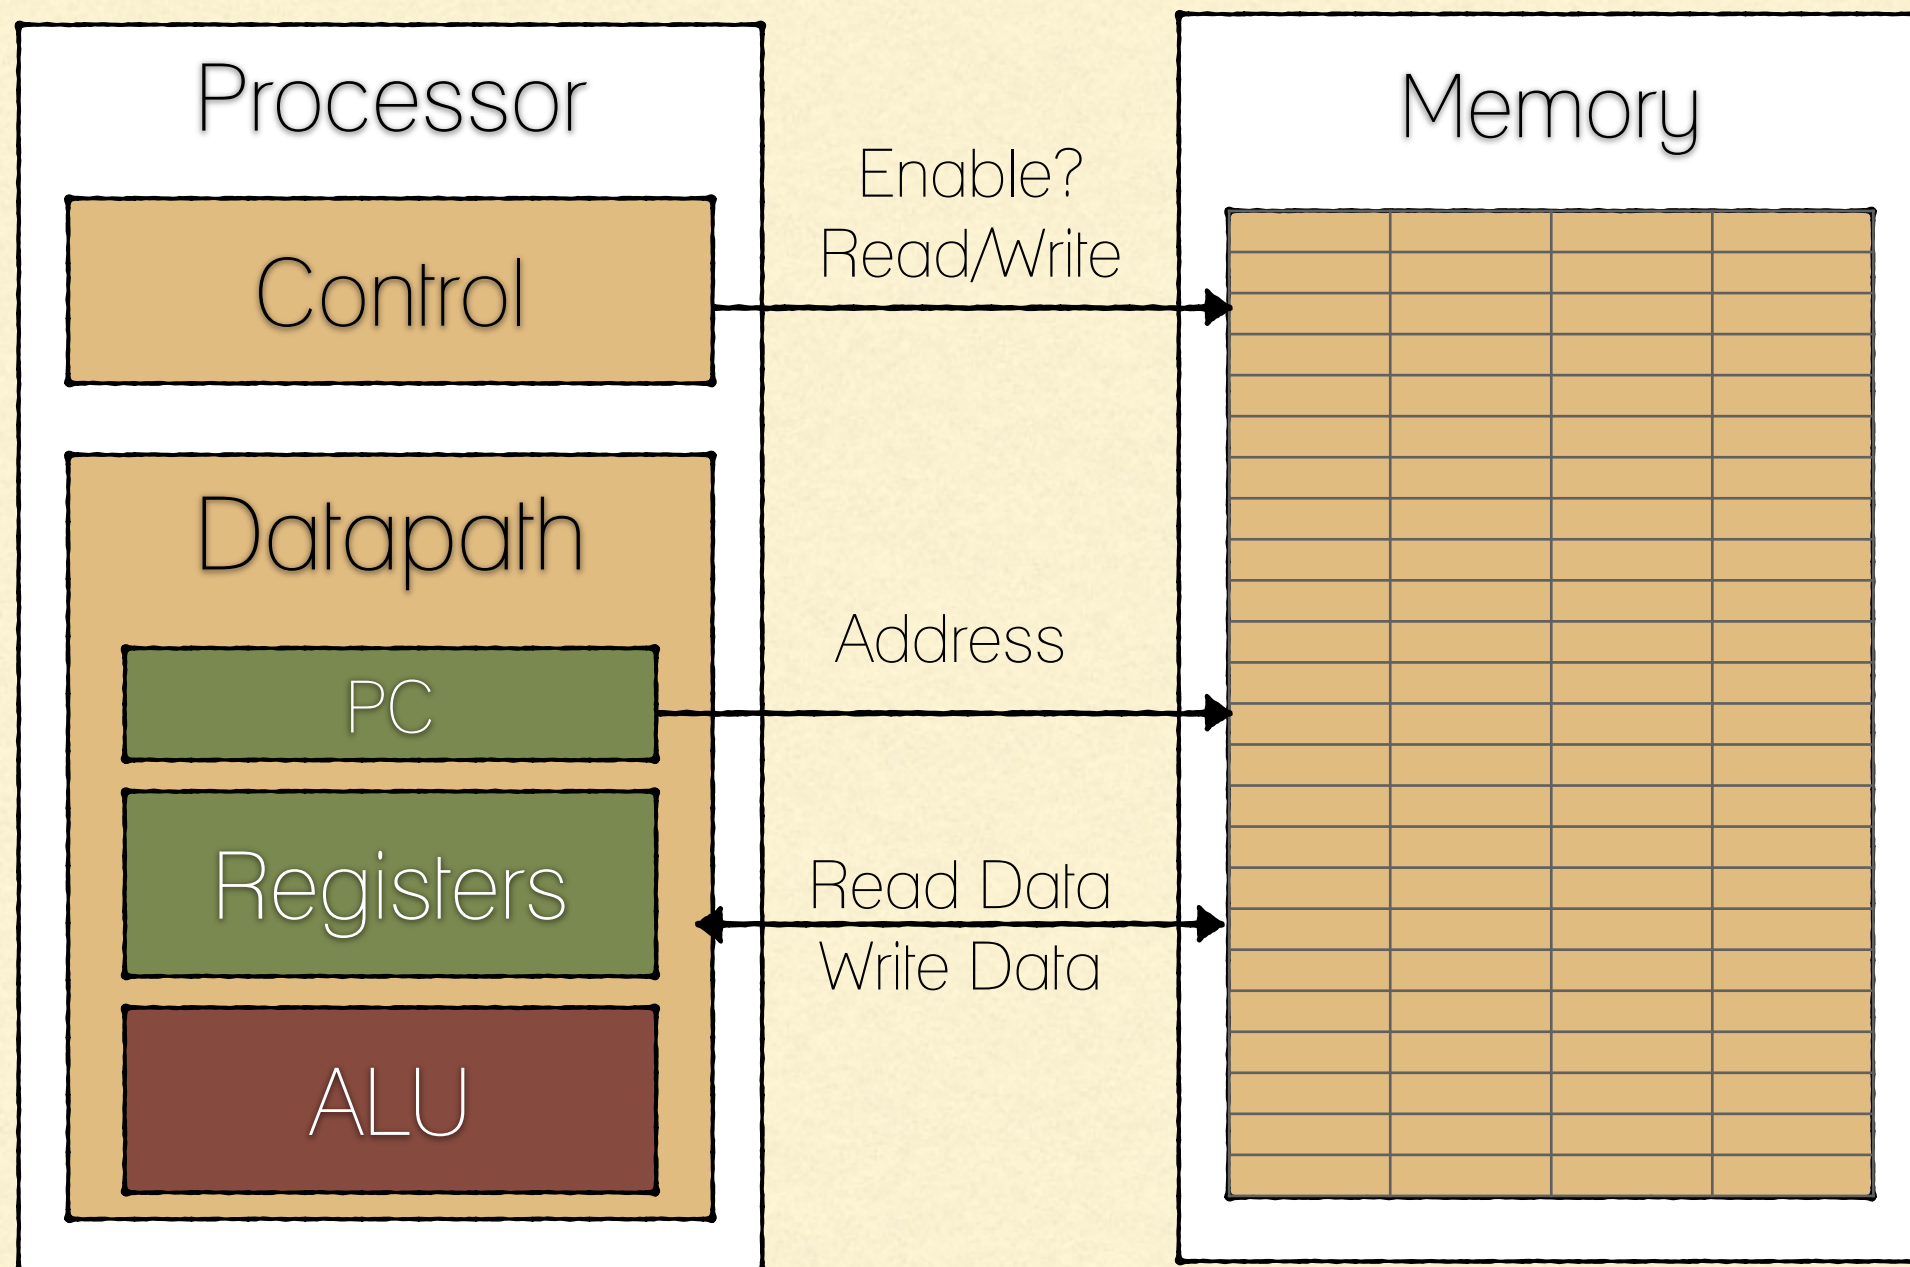 Processor
Control
Datapath
PC
Registers
ALU
Enable?
Read/Write
Address
Read Data
Write Data
Memory